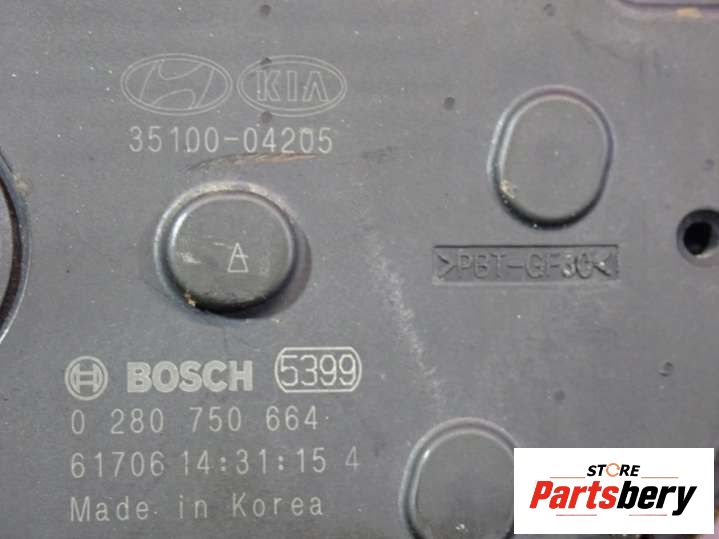 KIA
35100-04205
>PBT-GF30<
BOSCH 5399
0 280 750 664
61706 14:31:15 4
Made in Korea
STORE
Partsbery